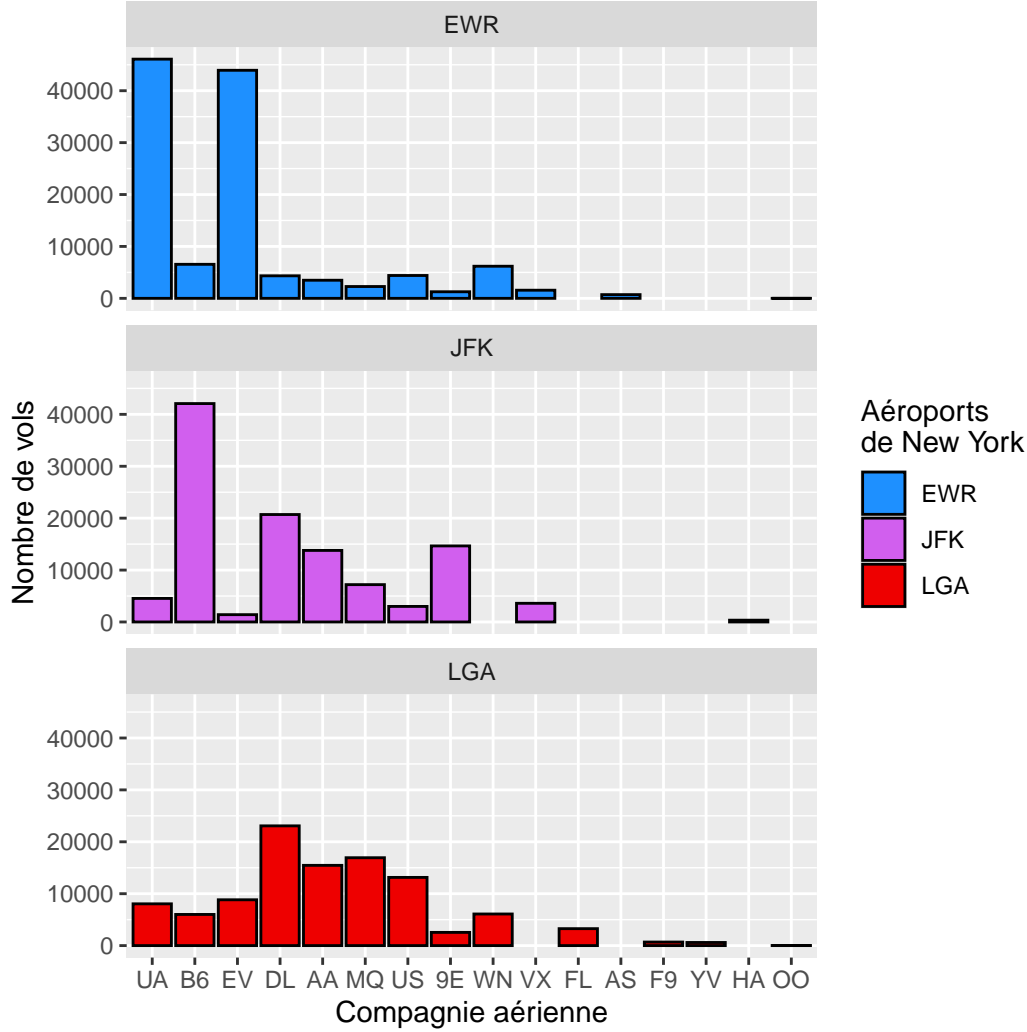 EWR
40000
30000
20000
10000
0
JFK
40000
30000
20000
10000
0
LGA
40000
30000
20000
10000
0
UA B6 EV DL AA MQ US 9E WN VX FL AS F9 YV HA OO
Compagnie aérienne
Nombre de vols
Aéroports
de New York
EWR
JFK
LGA